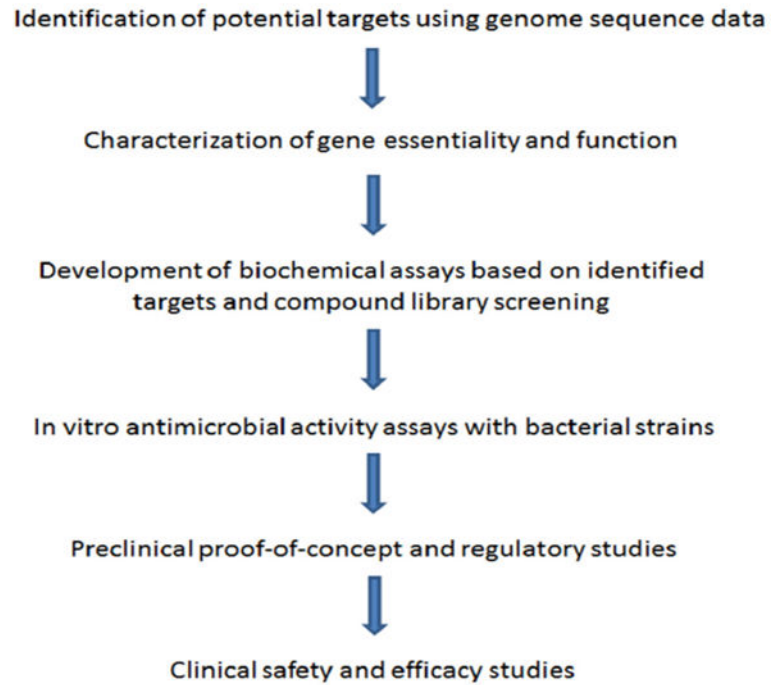 Identification of potential targets using genome sequence data
Characterization of gene essentiality and function
Development of biochemical assays based on identified
targets and compound library screening
In vitro antimicrobial activity assays with bacterial strains
Preclinical proof-of-concept and regulatory studies
Clinical safety and efficacy studies